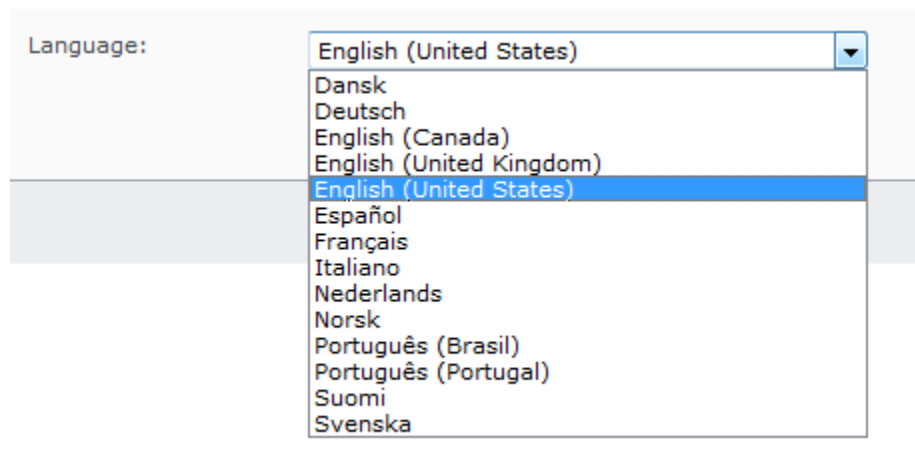 Language:
English (United States)
Dansk
Deutsch
English (Canada)
English (United Kingdom)
English (United States)
Español
Français
Italiano
Nederlands
Norsk
Português (Brasil)
Português (Portugal)
Suomi
Svenska